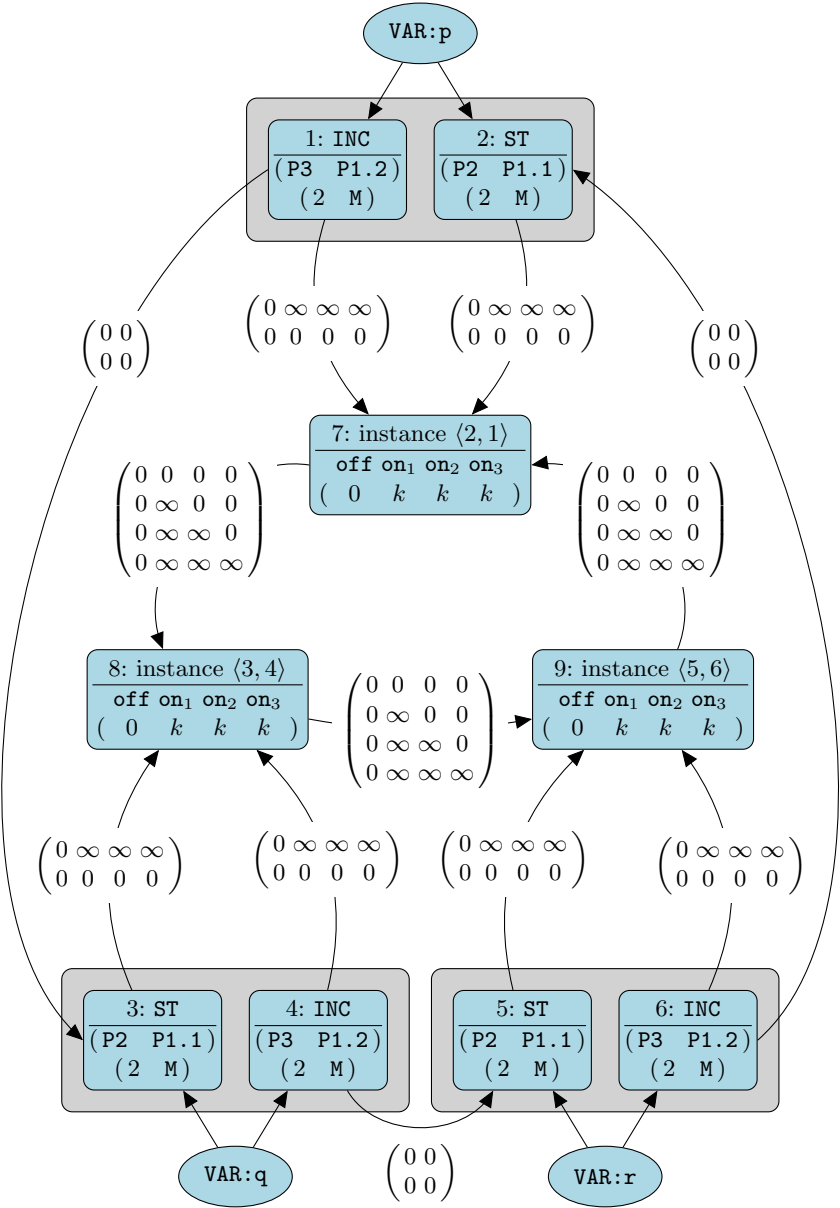 VAR:p
1: INC 2: ST
(P3 P1.2) (P2 P1.1)
(2 M) (2 M)
0 ∞ ∞ ∞ 0 ∞ ∞ ∞
0 0 0 0 0 0 0 0
0 0 0 0
0 0 0 0
7: instance ⟨2, 1⟩
off on₁ on₂ on₃
( 0 k k k )
0 0 0 0 0 0 0 0
0 ∞ 0 0 0 ∞ 0 0
0 ∞ ∞ 0 0 ∞ ∞ 0
0 ∞ ∞ ∞ 0 ∞ ∞ ∞
8: instance ⟨3, 4⟩ 9: instance ⟨5, 6⟩
off on₁ on₂ on₃ off on₁ on₂ on₃
( 0 k k k ) ( 0 k k k )
0 0 0 0
0 ∞ 0 0
0 ∞ ∞ 0
0 ∞ ∞ ∞
0 ∞ ∞ ∞ 0 ∞ ∞ ∞ 0 ∞ ∞ ∞ 0 ∞ ∞ ∞
0 0 0 0 0 0 0 0 0 0 0 0 0 0 0 0
3: ST 4: INC 5: ST 6: INC
(P2 P1.1) (P3 P1.2) (P2 P1.1) (P3 P1.2)
(2 M) (2 M) (2 M) (2 M)
VAR:q VAR:r
0 0
0 0